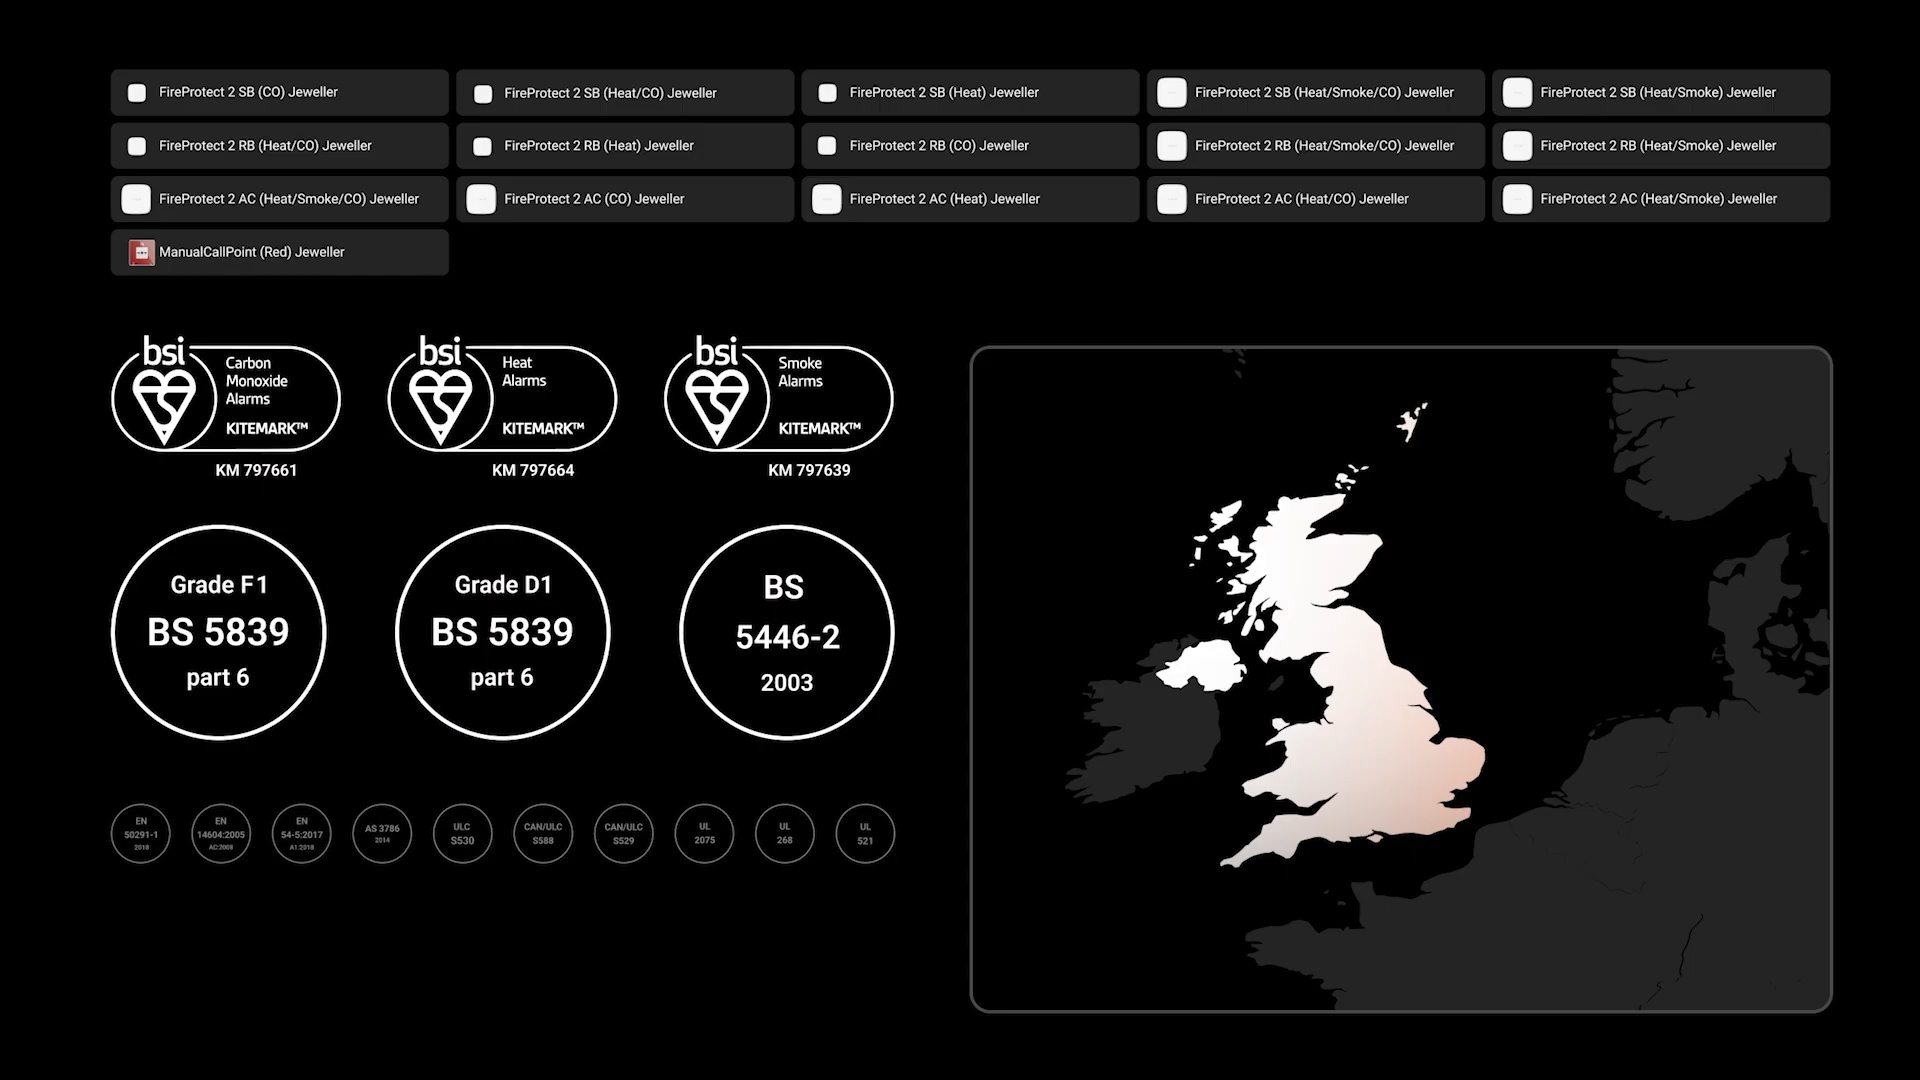 FireProtect 2 SB (CO) Jeweller
FireProtect 2 SB (Heat/CO) Jeweller
FireProtect 2 SB (Heat) Jeweller
FireProtect 2 SB (Heat/Smoke/CO) Jeweller
FireProtect 2 SB (Heat/Smoke) Jeweller
FireProtect 2 RB (Heat/CO) Jeweller
FireProtect 2 RB (Heat) Jeweller
FireProtect 2 RB (CO) Jeweller
FireProtect 2 RB (Heat/Smoke/CO) Jeweller
FireProtect 2 RB (Heat/Smoke) Jeweller
FireProtect 2 AC (Heat/Smoke/CO) Jeweller
FireProtect 2 AC (CO) Jeweller
FireProtect 2 AC (Heat) Jeweller
FireProtect 2 AC (Heat/CO) Jeweller
FireProtect 2 AC (Heat/Smoke) Jeweller
ManualCallPoint (Red) Jeweller
bsi
Carbon
Monoxide
Alarms
KITEMARK™
KM 797661
bsi
Heat
Alarms
KITEMARK™
KM 797664
bsi
Smoke
Alarms
KITEMARK™
KM 797639
Grade F1
BS 5839
part 6
Grade D1
BS 5839
part 6
BS
5446-2
2003
EN
50291-1
2018
EN
14604:2005
AC:2008
EN
54-5:2017
A1:2018
AS 3786
2014
ULC
S530
CAN/ULC
S588
CAN/ULC
S529
UL
2075
UL
268
UL
521